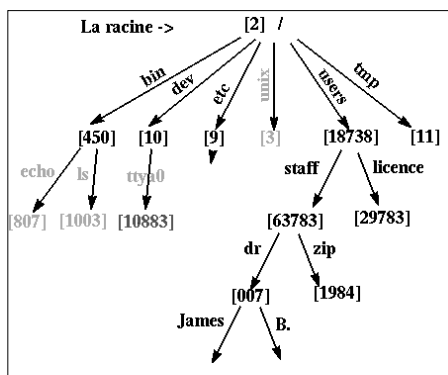 La racine -> [2] /
bin dev etc unix users tmp
[450] [10] [9] [3] [18738] [11]
echo ls ttya0 staff licence
[807] [1003] [10883] [63783] [29783]
dr zip
[007] [1984]
James B.